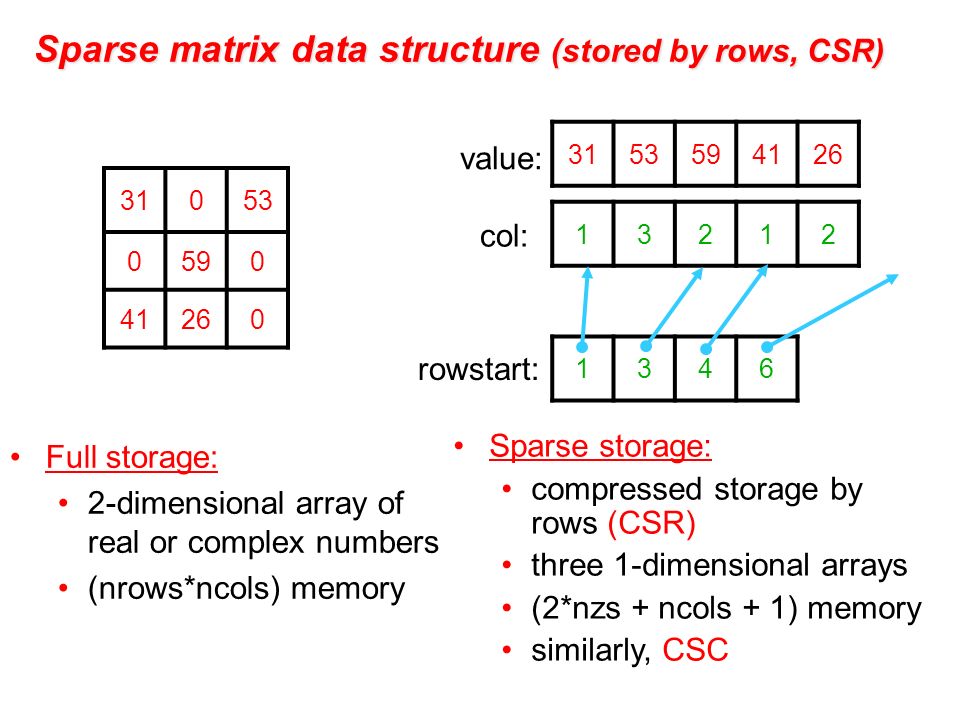 Sparse matrix data structure (stored by rows, CSR)
31 0 53
0 59 0
41 26 0
value: 31 53 59 41 26
col: 1 3 2 1 2
rowstart: 1 3 4 6
• Full storage:
• 2-dimensional array of
real or complex numbers
• (nrows*ncols) memory
• Sparse storage:
• compressed storage by
rows (CSR)
• three 1-dimensional arrays
• (2*nzs + ncols + 1) memory
• similarly, CSC